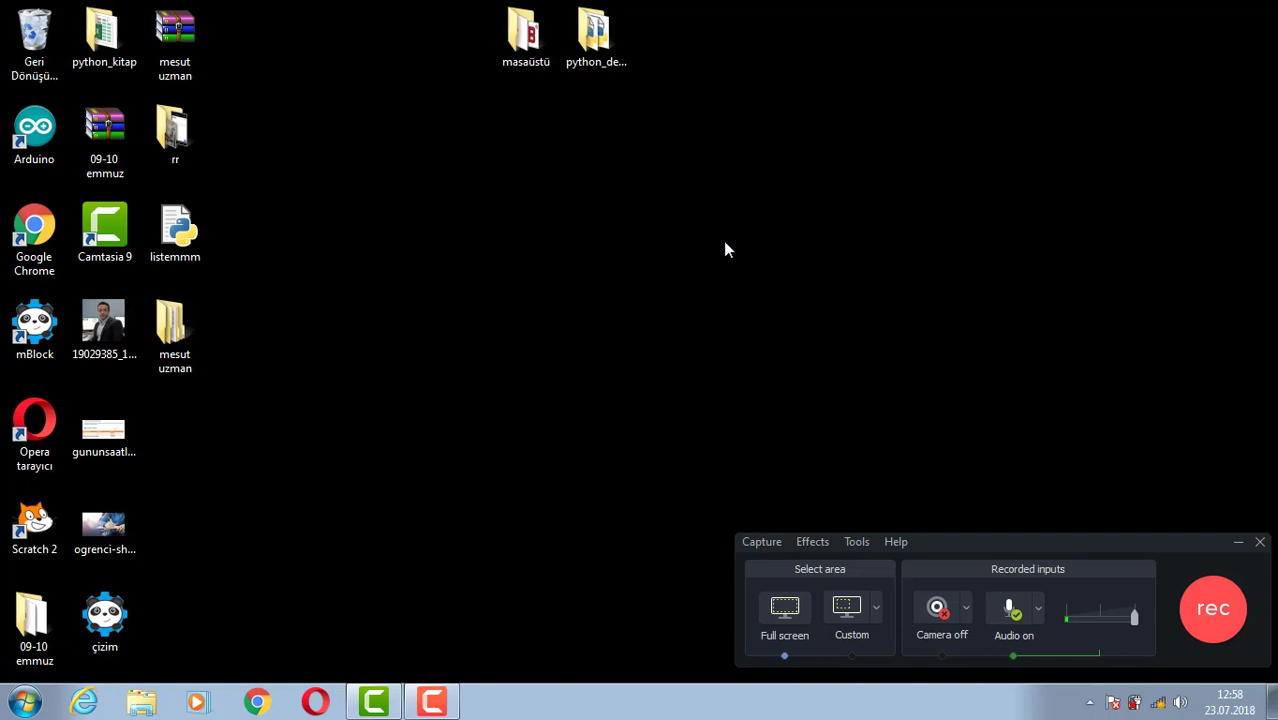 Geri
Dönüşü...
python_kitap
mesut
uzman
masaüstü
python_de...
Arduino
09-10
emmuz
rr
Google
Chrome
Camtasia 9
listemmm
mBlock
19029385_1...
mesut
uzman
Opera
tarayıcı
gununsaatl...
Scratch 2
ogrenci-sh...
09-10
emmuz
çizim
Capture Effects Tools Help
Select area
Recorded inputs
Full screen
Custom
Camera off
Audio on
rec
12:58
23.07.2018